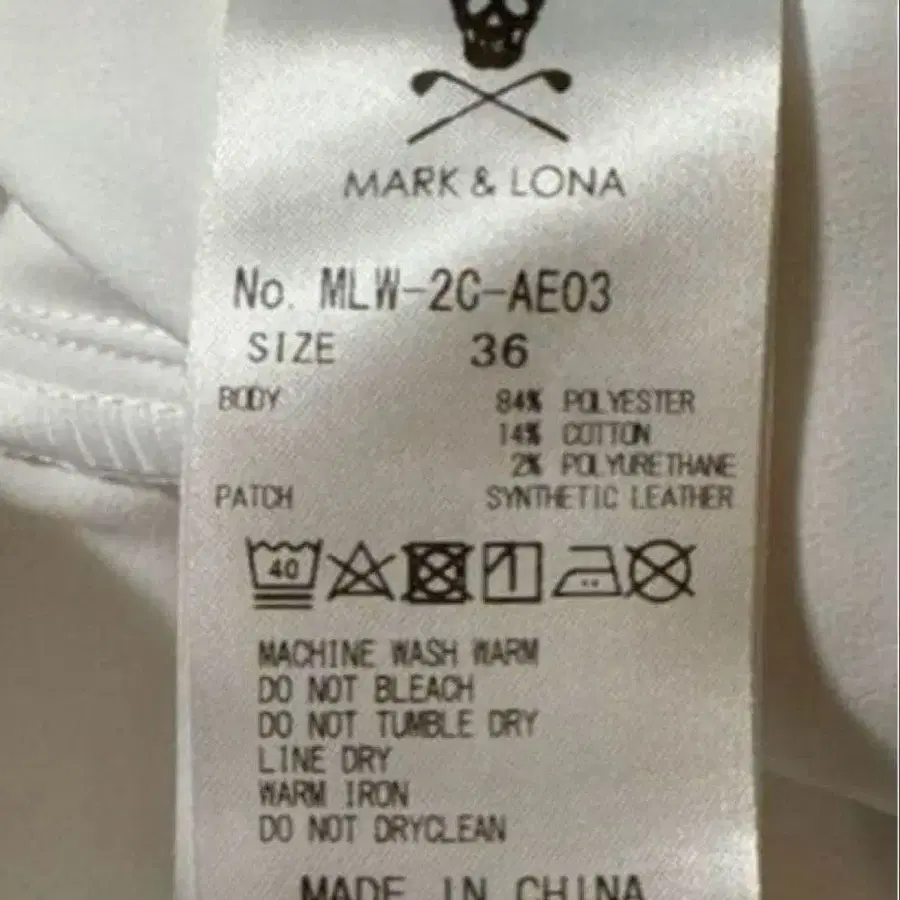 MARK & LONA
No. MLW-2C-AE03
SIZE 36
BODY 84% POLYESTER
14% COTTON
2% POLYURETHANE
PATCH SYNTHETIC LEATHER
40
MACHINE WASH WARM
DO NOT BLEACH
DO NOT TUMBLE DRY
LINE DRY
WARM IRON
DO NOT DRYCLEAN
MADE IN CHINA